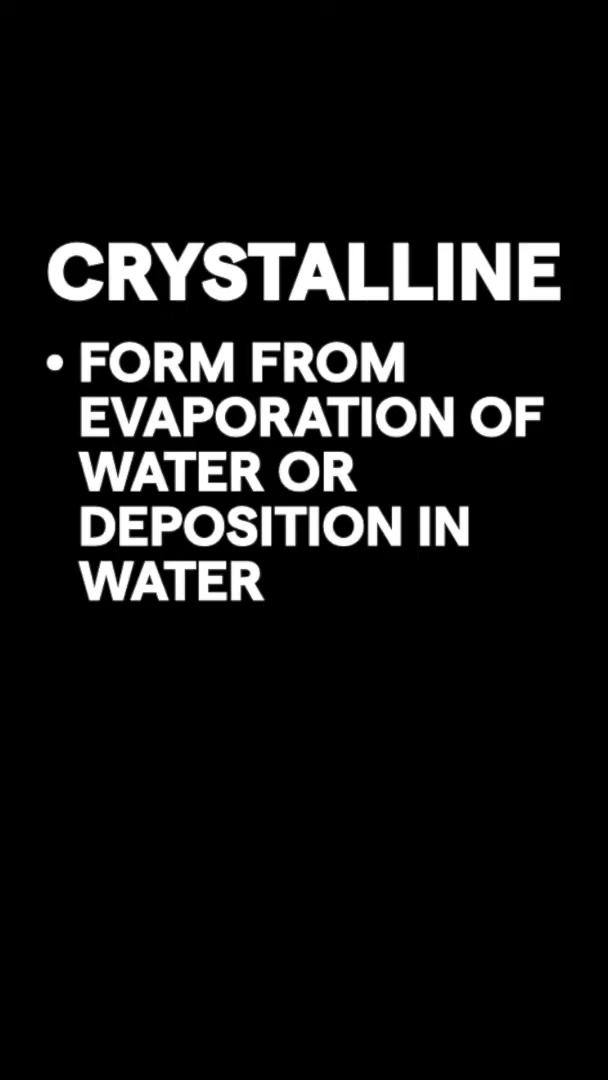 CRYSTALLINE
• FORM FROM
EVAPORATION OF
WATER OR
DEPOSITION IN
WATER